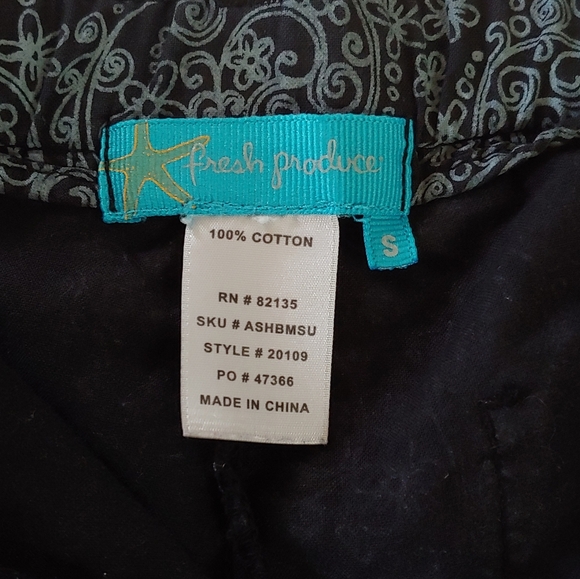 fresh produce
S
100% COTTON
RN # 82135
SKU # ASHBMSU
STYLE # 20109
PO # 47366
MADE IN CHINA